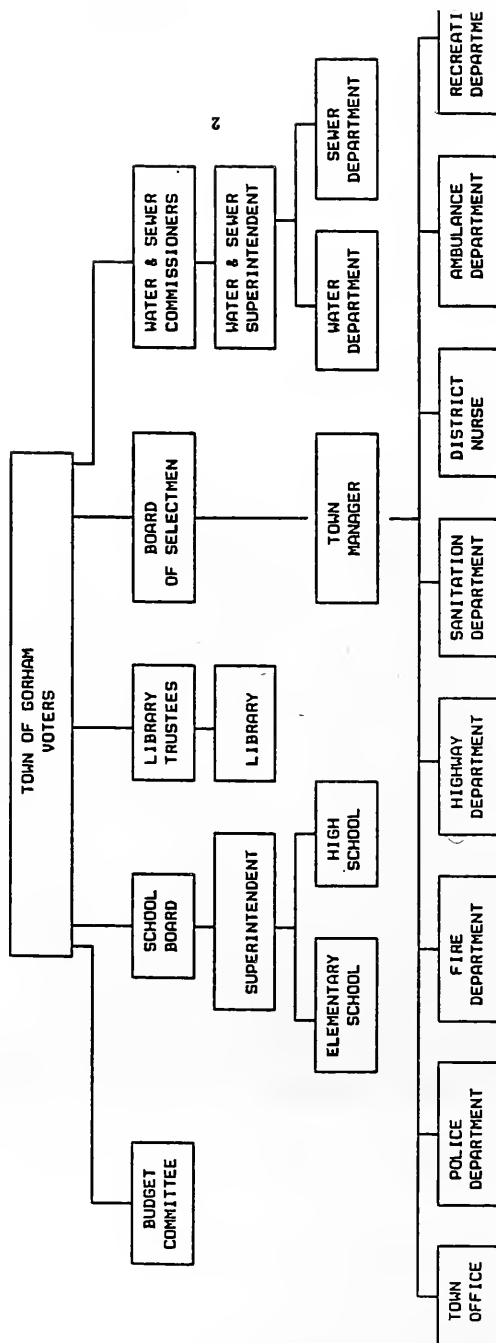 TOWN OF GORHAM
VOTERS
BUDGET
COMMITTEE
SCHOOL
BOARD
LIBRARY
TRUSTEES
BOARD
OF SELECTMEN
WATER & SEWER
COMMISSIONERS
SUPERINTENDENT
LIBRARY
WATER & SEWER
SUPERINTENDENT
2
ELEMENTARY
SCHOOL
HIGH
SCHOOL
TOWN
MANAGER
WATER
DEPARTMENT
SEWER
DEPARTMENT
TOWN
OFFICE
POLICE
DEPARTMENT
FIRE
DEPARTMENT
HIGHWAY
DEPARTMENT
SANITATION
DEPARTMENT
DISTRICT
NURSE
AMBULANCE
DEPARTMENT
RECREATI
DEPARTME